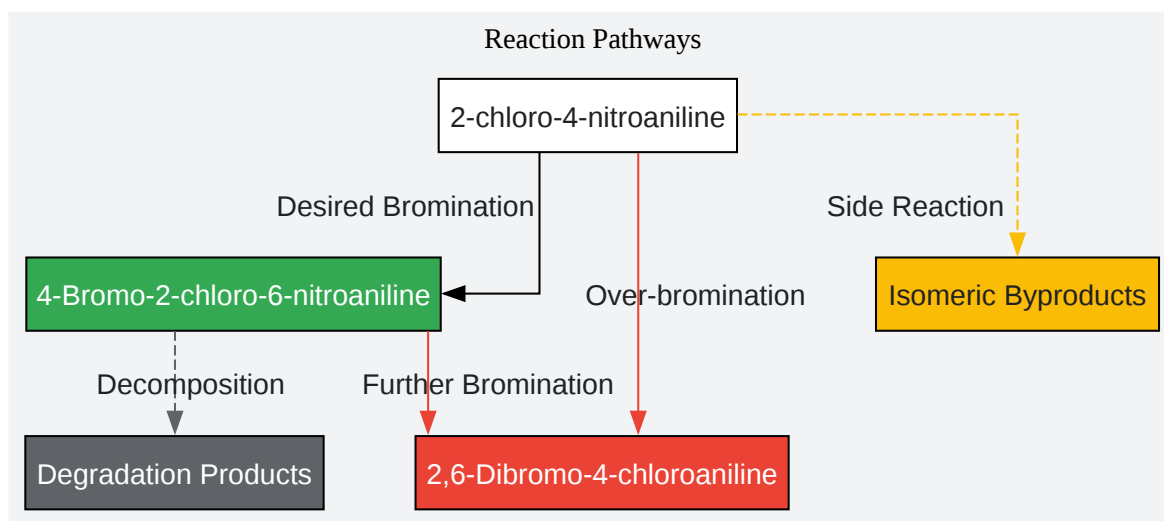 Reaction Pathways
2-chloro-4-nitroaniline
Desired Bromination
Side Reaction
4-Bromo-2-chloro-6-nitroaniline
Over-bromination
Isomeric Byproducts
Decomposition
Further Bromination
Degradation Products
2,6-Dibromo-4-chloroaniline